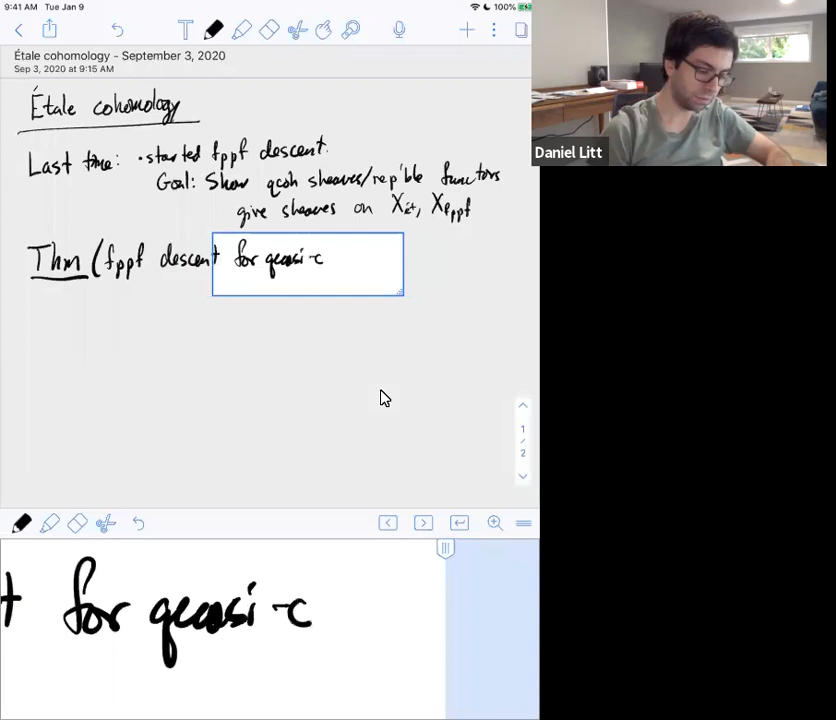 9:41 AM Tue Jan 9
100%
Étale cohomology - September 3, 2020
Sep 3, 2020 at 9:15 AM
Étale cohomology
Last time: · started fppf descent.
Goal: Show qcoh sheaves/rep'ble functors
give sheaves on Xét, Xfppf
Thm (fppf descent for quasi-c
1
/
2
t for quasi-c
Daniel Litt